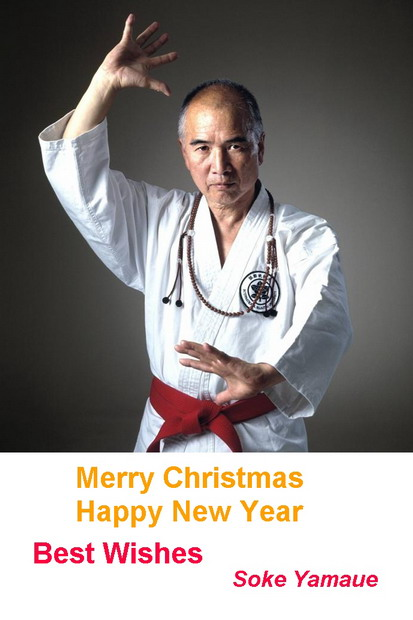 Merry Christmas
Happy New Year
Best Wishes
Soke Yamaue